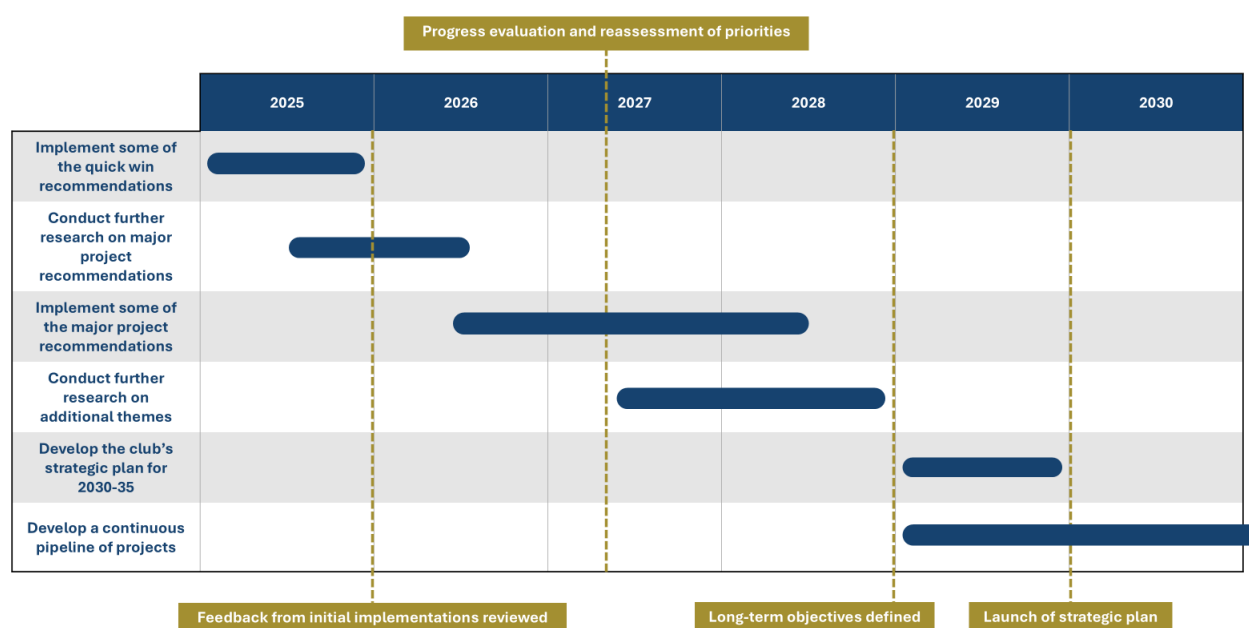 Progress evaluation and reassessment of priorities
2025
2026
2027
2028
2029
2030
Implement some of
the quick win
recommendations
Conduct further
research on major
project
recommendations
Implement some of
the major project
recommendations
Conduct further
research on
additional themes
Develop the club’s
strategic plan for
2030-35
Develop a continuous
pipeline of projects
Feedback from initial implementations reviewed
Long-term objectives defined
Launch of strategic plan